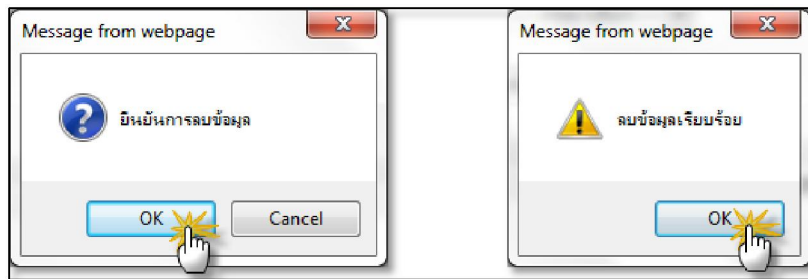 Message from webpage
ยืนยันการลบข้อมูล
OK
Cancel
Message from webpage
ลบข้อมูลเรียบร้อย
OK